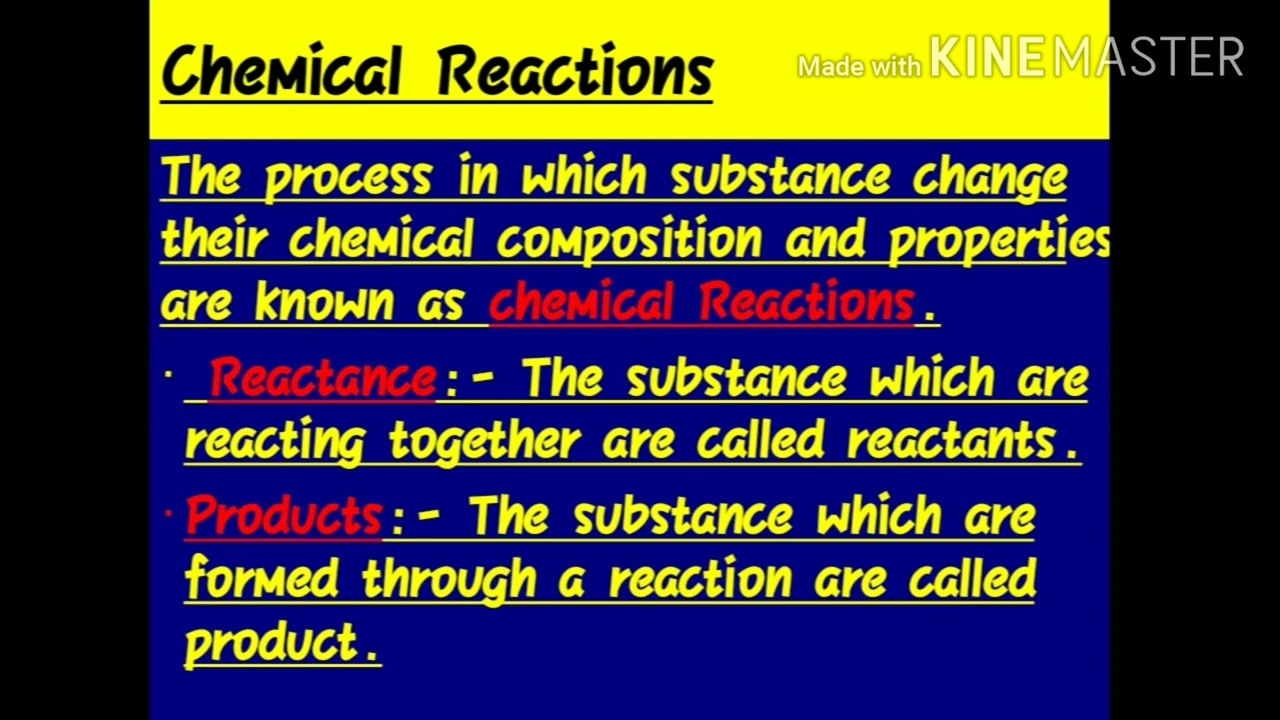 Chemical Reactions
Made with KINEMASTER
The process in which substance change
their chemical composition and properties
are known as chemical Reactions.
· Reactance:- The substance which are
reacting together are called reactants.
· Products:- The substance which are
formed through a reaction are called
product.